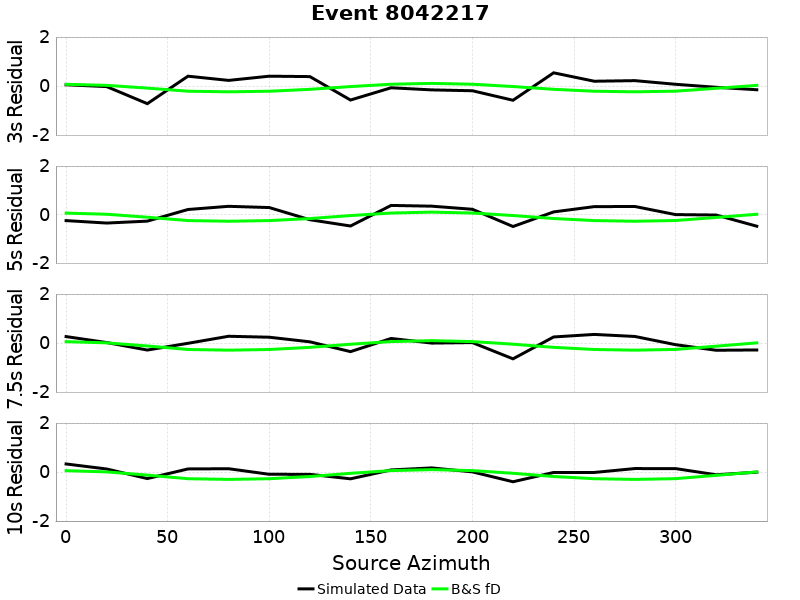 Event 8042217
3s Residual
2
0
-2
5s Residual
2
0
-2
7.5s Residual
2
0
-2
10s Residual
2
0
-2
0 50 100 150 200 250 300
Source Azimuth
Simulated Data B&S fD